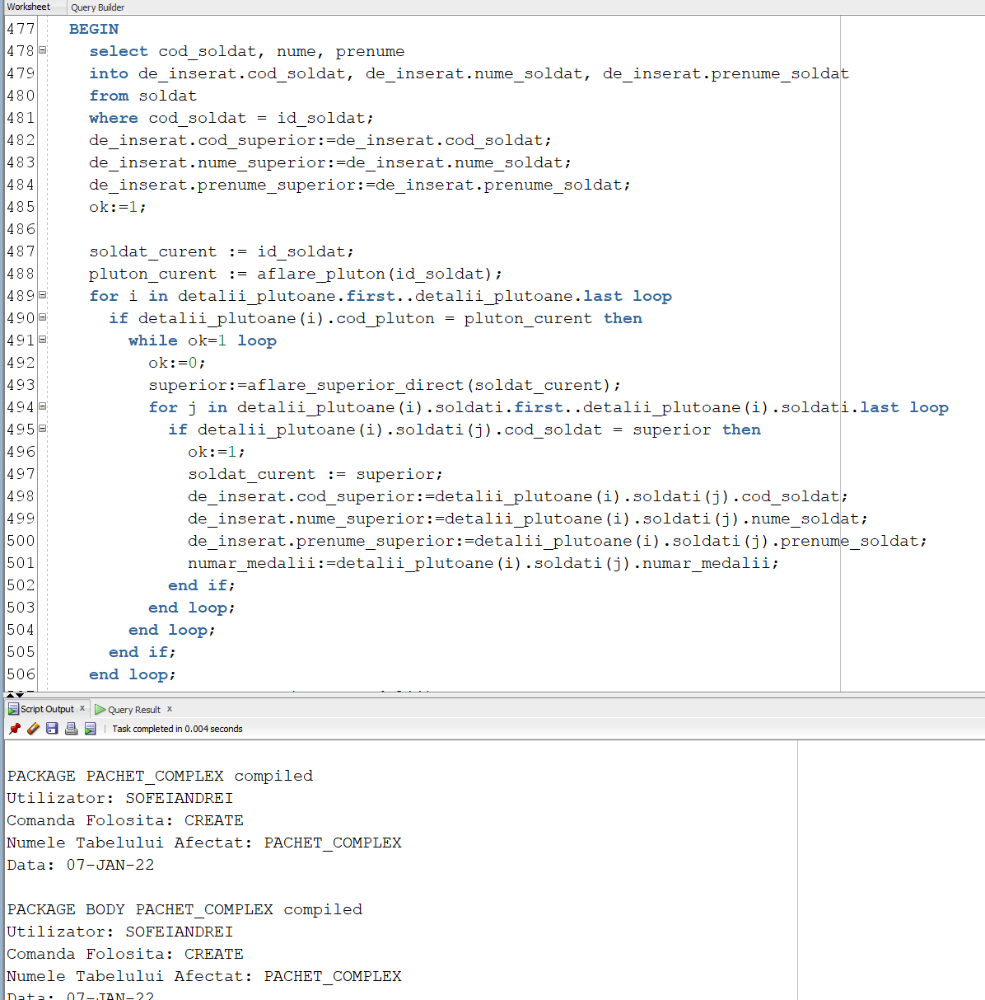 Worksheet Query Builder
477 BEGIN
478 select cod_soldat, nume, prenume
479 into de_inserat.cod_soldat, de_inserat.nume_soldat, de_inserat.prenume_soldat
480 from soldat
481 where cod_soldat = id_soldat;
482 de_inserat.cod_superior:=de_inserat.cod_soldat;
483 de_inserat.nume_superior:=de_inserat.nume_soldat;
484 de_inserat.prenume_superior:=de_inserat.prenume_soldat;
485 ok:=1;
486
487 soldat_curent := id_soldat;
488 pluton_curent := aflare_pluton(id_soldat);
489 for i in detalii_plutoane.first..detalii_plutoane.last loop
490 if detalii_plutoane(i).cod_pluton = pluton_curent then
491 while ok=1 loop
492 ok:=0;
493 superior:=aflare_superior_direct(soldat_curent);
494 for j in detalii_plutoane(i).soldati.first..detalii_plutoane(i).soldati.last loop
495 if detalii_plutoane(i).soldati(j).cod_soldat = superior then
496 ok:=1;
497 soldat_curent := superior;
498 de_inserat.cod_superior:=detalii_plutoane(i).soldati(j).cod_soldat;
499 de_inserat.nume_superior:=detalii_plutoane(i).soldati(j).nume_soldat;
500 de_inserat.prenume_superior:=detalii_plutoane(i).soldati(j).prenume_soldat;
501 numar_medalii:=detalii_plutoane(i).soldati(j).numar_medalii;
502 end if;
503 end loop;
504 end loop;
505 end if;
506 end loop;
Script Output x Query Result x
Task completed in 0.004 seconds
PACKAGE PACHET_COMPLEX compiled
Utilizator: SOFEIANDREI
Comanda Folosita: CREATE
Numele Tabelului Afectat: PACHET_COMPLEX
Data: 07-JAN-22
PACKAGE BODY PACHET_COMPLEX compiled
Utilizator: SOFEIANDREI
Comanda Folosita: CREATE
Numele Tabelului Afectat: PACHET_COMPLEX
Data: 07-JAN-22